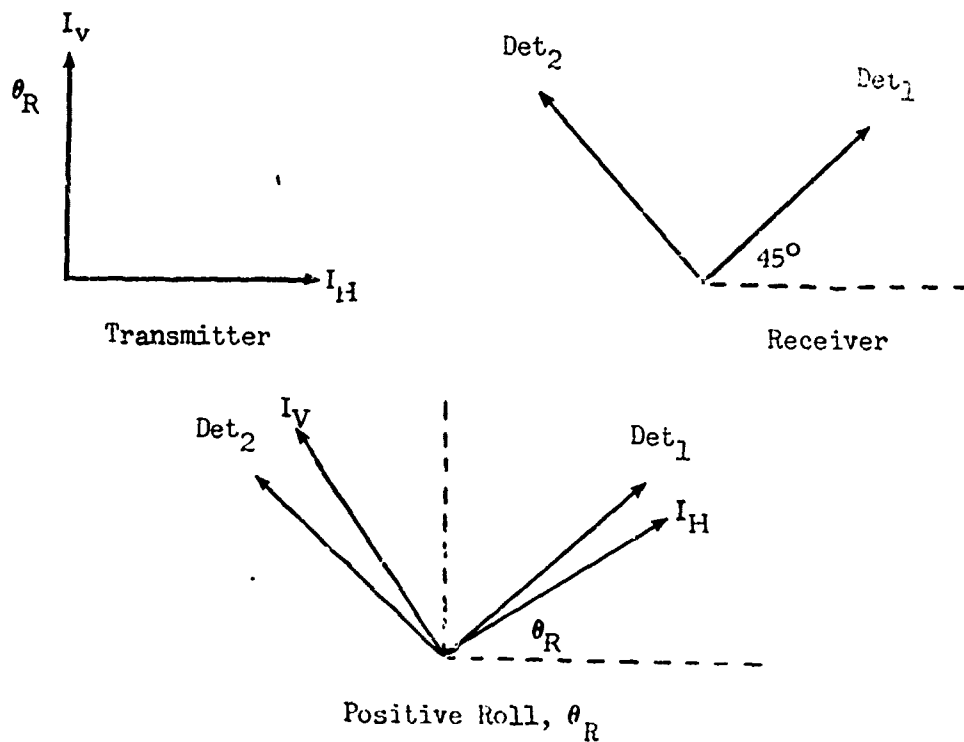 I_V
θ_R
I_H
Transmitter
Det_2
Det_1
45°
Receiver
Det_2
I_V
Det_1
I_H
θ_R
Positive Roll, θ_R